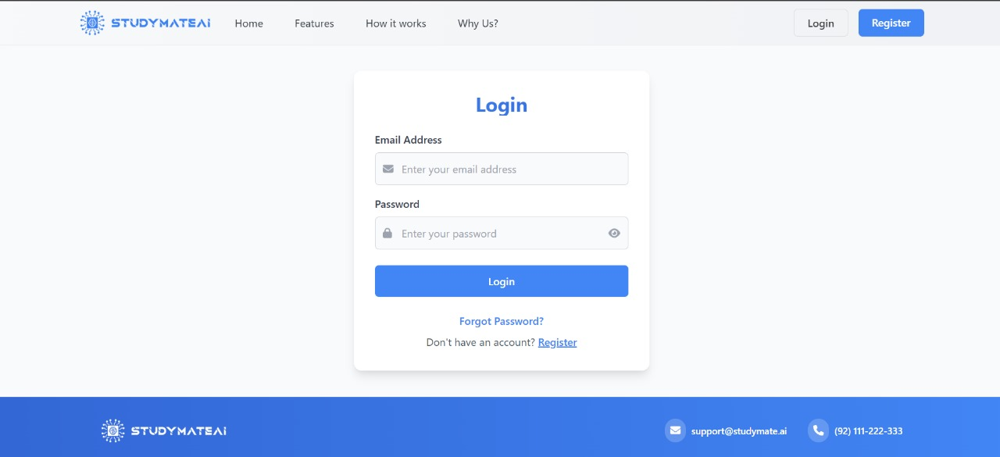 STUDYMATEAi Home Features How it works Why Us? Login Register
Login
Email Address
Enter your email address
Password
Enter your password
Login
Forgot Password?
Don't have an account? Register
STUDYMATEAi support@studymate.ai (92) 111-222-333